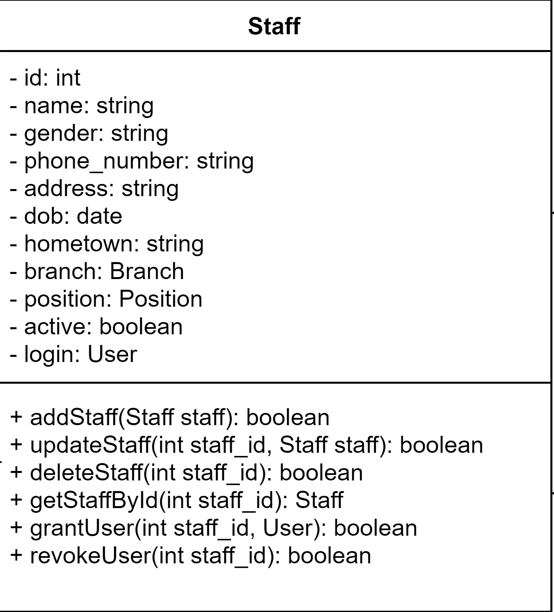 Staff
- id: int
- name: string
- gender: string
- phone_number: string
- address: string
- dob: date
- hometown: string
- branch: Branch
- position: Position
- active: boolean
- login: User
+ addStaff(Staff staff): boolean
+ updateStaff(int staff_id, Staff staff): boolean
+ deleteStaff(int staff_id): boolean
+ getStaffById(int staff_id): Staff
+ grantUser(int staff_id, User): boolean
+ revokeUser(int staff_id): boolean